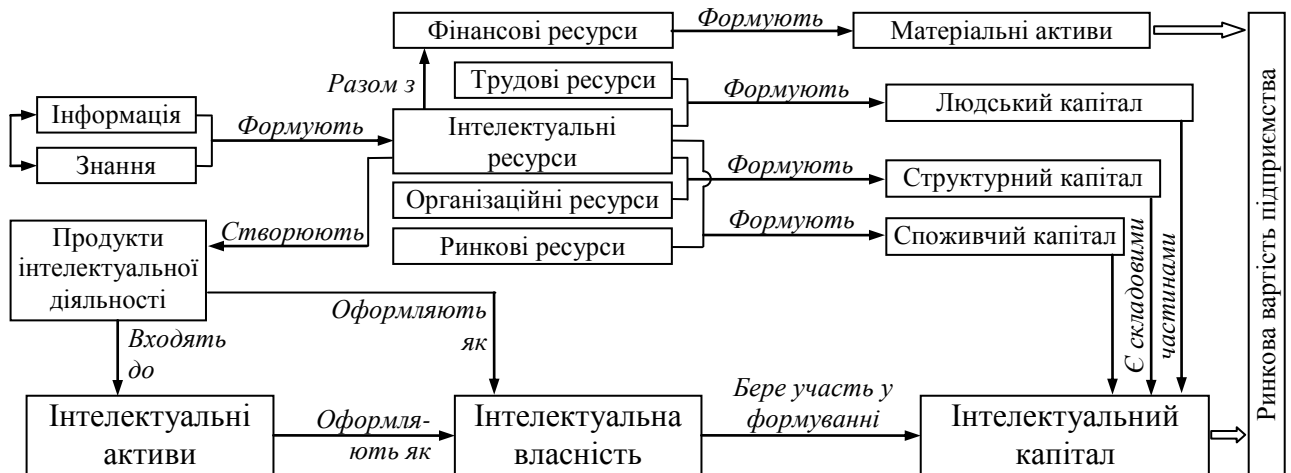 Фінансові ресурси
Формують
Матеріальні активи
Разом з
Трудові ресурси
Інформація
Формують
Інтелектуальні
ресурси
Формують
Людський капітал
Знання
Формують
Структурний капітал
Організаційні ресурси
Створюють
Ринкові ресурси
Формують
Споживчий капітал
Продукти
інтелектуальної
діяльності
Оформляють
як
Входять
до
Є складовими
частинами
Ринкова вартість підприємства
Інтелектуальні
активи
Оформля-
ють як
Інтелектуальна
власність
Бере участь у
формуванні
Інтелектуальний
капітал